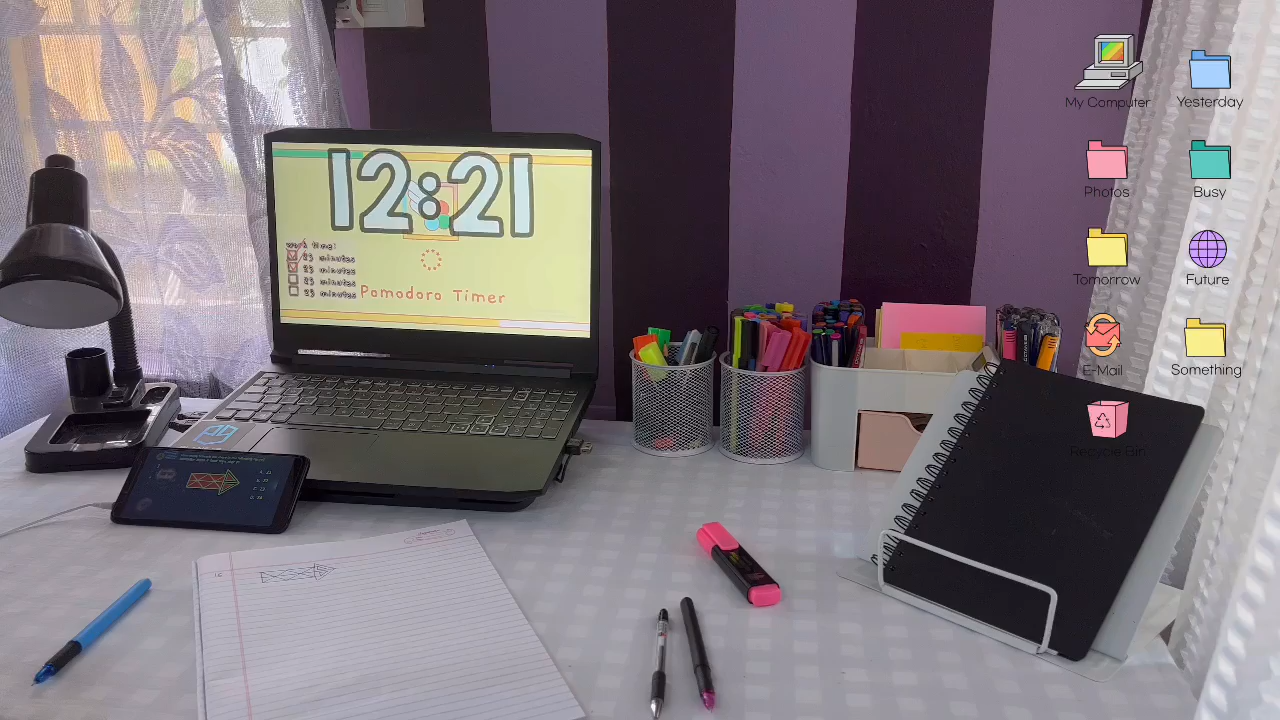 12:21
Work time:
25 minutes
25 minutes
25 minutes
25 minutes
Pomodoro Timer
My Computer
Yesterday
Photos
Busy
Tomorrow
Future
E-Mail
Something
Recycle Bin